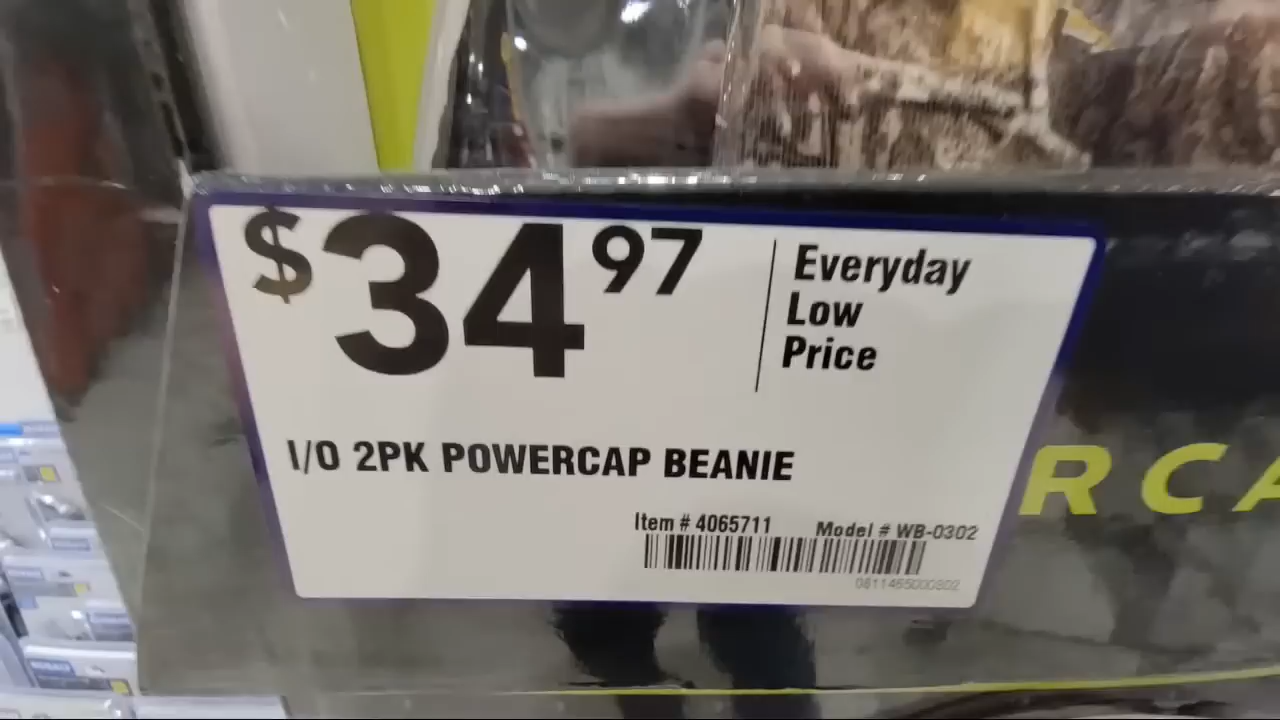 $34 97
Everyday
Low
Price
I/O 2PK POWERCAP BEANIE
Item # 4065711 Model # WB-0302
RCA